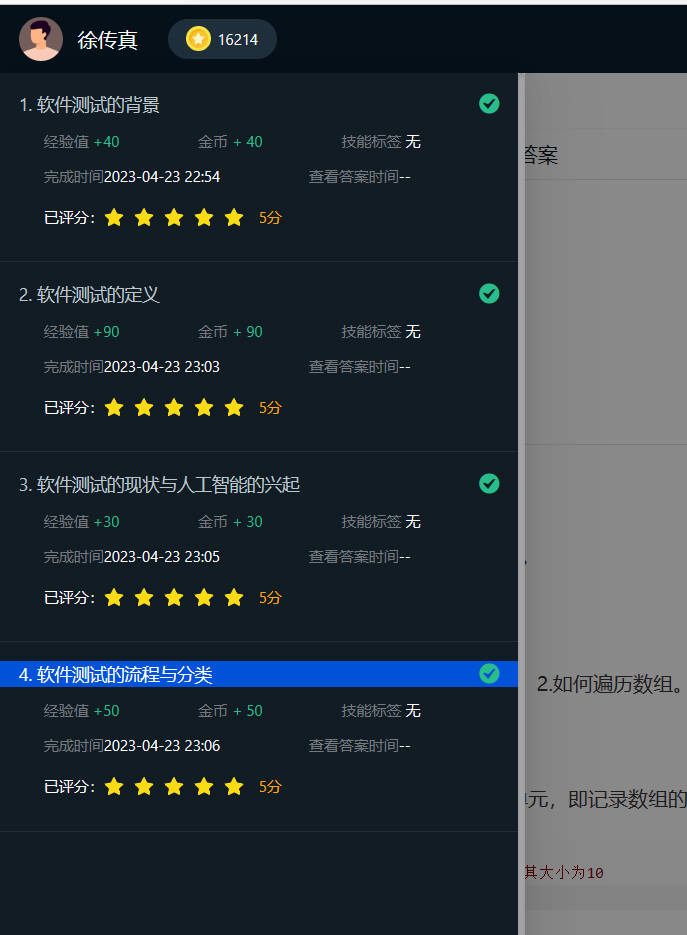 徐传真 16214
1. 软件测试的背景
经验值 +40 金币 + 40 技能标签 无
完成时间2023-04-23 22:54 查看答案时间--
已评分： 5分
2. 软件测试的定义
经验值 +90 金币 + 90 技能标签 无
完成时间2023-04-23 23:03 查看答案时间--
已评分： 5分
3. 软件测试的现状与人工智能的兴起
经验值 +30 金币 + 30 技能标签 无
完成时间2023-04-23 23:05 查看答案时间--
已评分： 5分
4. 软件测试的流程与分类
经验值 +50 金币 + 50 技能标签 无
完成时间2023-04-23 23:06 查看答案时间--
已评分： 5分
答案
2.如何遍历数组。
元，即记录数组的
其大小为10